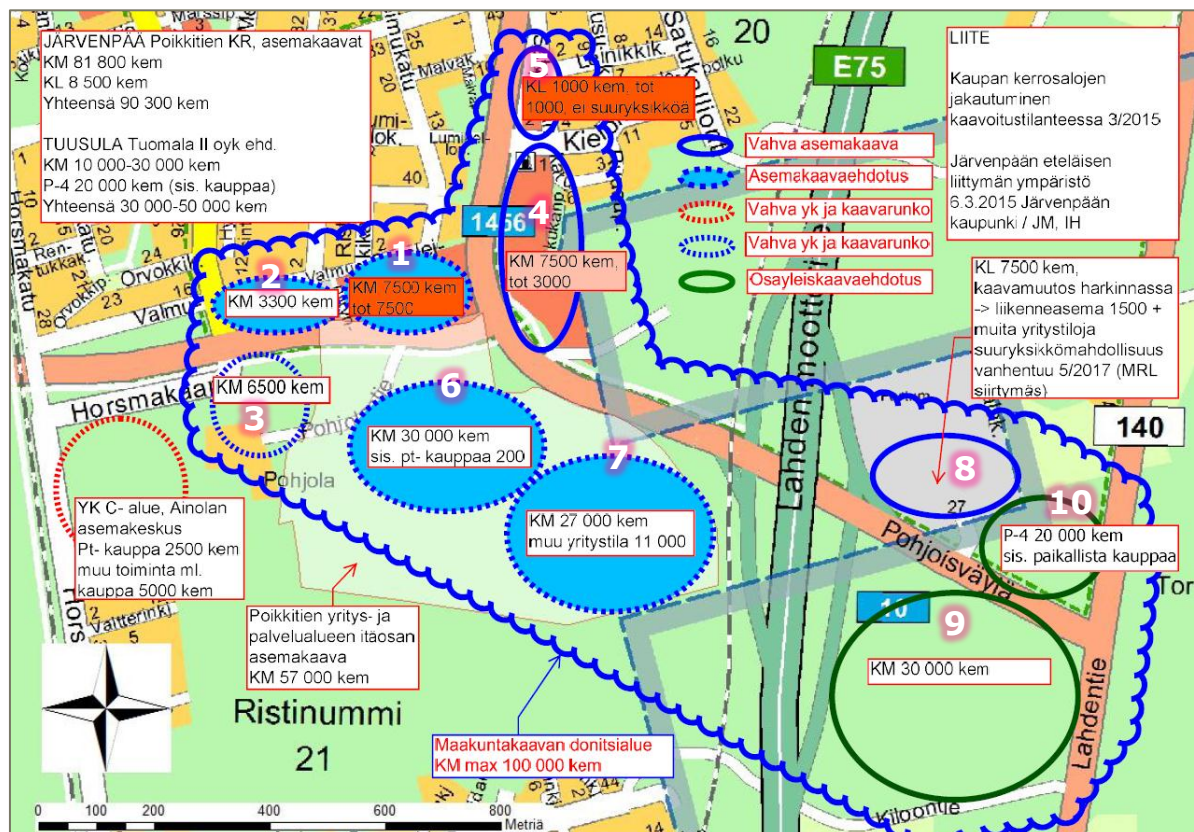 JÄRVENPÄÄ Poikkitien KR, asemakaavat
KM 81 800 kem
KL 8 500 kem
Yhteensä 90 300 kem
TUUSULA Tuomala II oyk ehd.
KM 10 000-30 000 kem
P-4 20 000 kem (sis. kauppaa)
Yhteensä 30 000-50 000 kem
20
E75
LIITE
Kaupan kerrosalojen
jakautuminen
kaavoitustilanteessa 3/2015
Järvenpään eteläisen
liittymän ympäristö
6.3.2015 Järvenpään
kaupunki / JM, IH
Vahva asemakaava
Asemakaavaehdotus
Vahva yk ja kaavarunko
Vahva yk ja kaavarunko
Osayleiskaavaehdotus
5
KL 1000 kem, tot
1000, ei suuryksikköä
4
1456
KM 7500 kem,
tot 3000
1
KM 7500 kem
tot 7500
2
KM 3300 kem
3
KM 6500 kem
6
KM 30 000 kem
sis. pt- kauppaa 200
7
KM 27 000 kem
muu yritystila 11 000
KL 7500 kem,
kaavamuutos harkinnassa
-> liikenneasema 1500 +
muita yritystiloja
suuryksikkömahdollisuus
vanhentuu 5/2017 (MRL
siirtymäs)
140
8
27
10
P-4 20 000 kem
sis. paikallista kauppaa
9
10
KM 30 000 kem
YK C- alue, Ainolan
asemakeskus
Pt- kauppa 2500 kem
muu toiminta ml.
kauppa 5000 kem
Poikkitien yritys- ja
palvelualueen itäosan
asemakaava
KM 57 000 kem
Maakuntakaavan donitsialue
KM max 100 000 kem
Horsmakatu
Malvak.
Orvokkik.
Valmu
Horsmakaari
Pohjolantie
Pohjola
Pohjoisväylä
Lahdentie
Ristinummi
21
0 100 200 400 600 800
Metriä